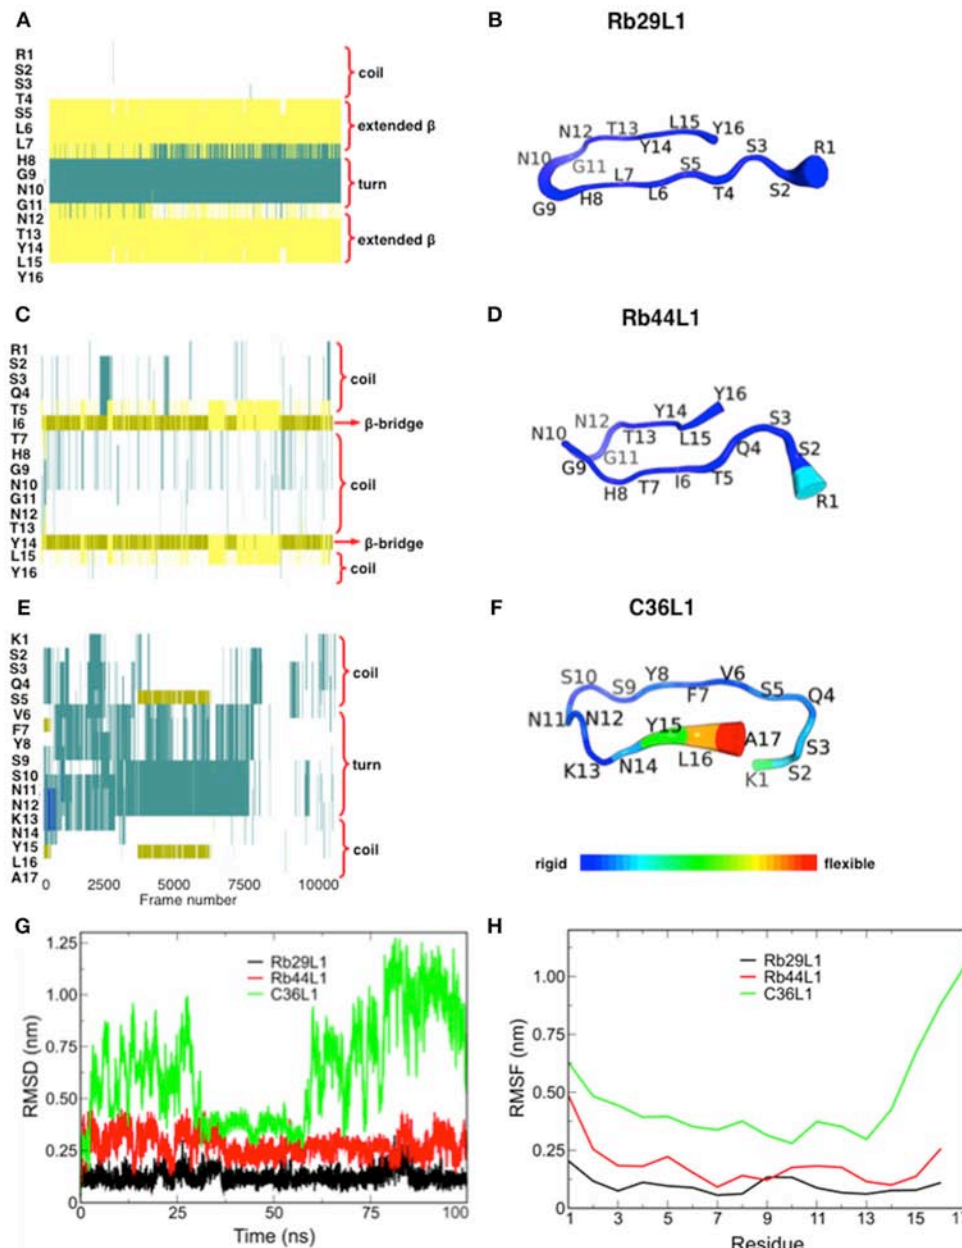 A
R1
S2
S3
T4
S5
L6
L7
H8
G9
N10
G11
N12
T13
Y14
L15
Y16
coil
extended β
turn
extended β
B
Rb29L1
N12 T13 L15 Y16
Y14
N10
G11
G9 H8 L7 L6 S5 T4 S3 S2 R1
C
R1
S2
S3
Q4
T5
I6
T7
H8
G9
N10
G11
N12
T13
Y14
L15
Y16
coil
β-bridge
coil
β-bridge
coil
D
Rb44L1
N10 N12 Y14 Y16
T13 L15
G9 G11
H8 T7 I6 T5 Q4 S3 S2 R1
E
K1
S2
S3
Q4
S5
V6
F7
Y8
S9
S10
N11
N12
K13
N14
Y15
L16
A17
coil
turn
coil
0 2500 5000 7500 10000
Frame number
F
C36L1
S10 S9 Y8 F7 V6 S5 Q4
N11 N12 Y15 A17 S3
K13 N14 L16 K1 S2
rigid flexible
G
1.25
1.00
0.75
0.50
0.25
0
RMSD (nm)
Rb29L1
Rb44L1
C36L1
0 25 50 75 100
Time (ns)
H
1.00
0.75
0.50
0.25
0
RMSF (nm)
Rb29L1
Rb44L1
C36L1
1 3 5 7 9 11 13 15
Residue